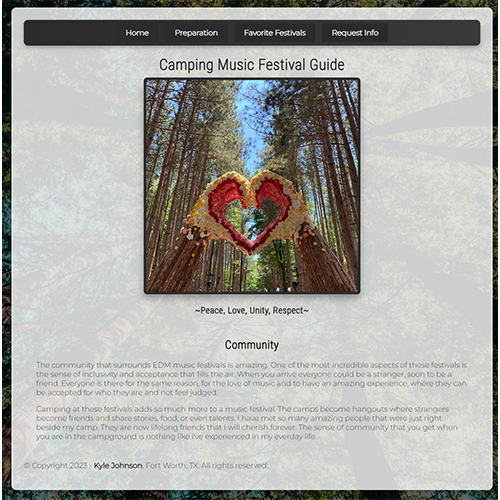 Home Preparation Favorite Festivals Request Info
Camping Music Festival Guide
~Peace, Love, Unity, Respect~
Community
The community that surrounds EDM music festivals is amazing. One of the most incredible aspects of these festivals is
the sense of inclusivity and acceptance that fills the air. When you arrive everyone could be a stranger, soon to be a
friend. Everyone is there for the same reason, for the love of music and to have an amazing experience, where they can
be accepted for who they are and not feel judged.
Camping at these festivals adds so much more to a music festival. The camps become hangouts where strangers
become friends and share stories, food, or even talents. I have met so many amazing people that were just right
beside my camp. They are now lifelong friends that i will cherish forever. The sense of community that you get when
you are in the campground is nothing like i've experienced in my everday life.
© Copyright 2023 · Kyle Johnson. Fort Worth, TX. All rights reserved.